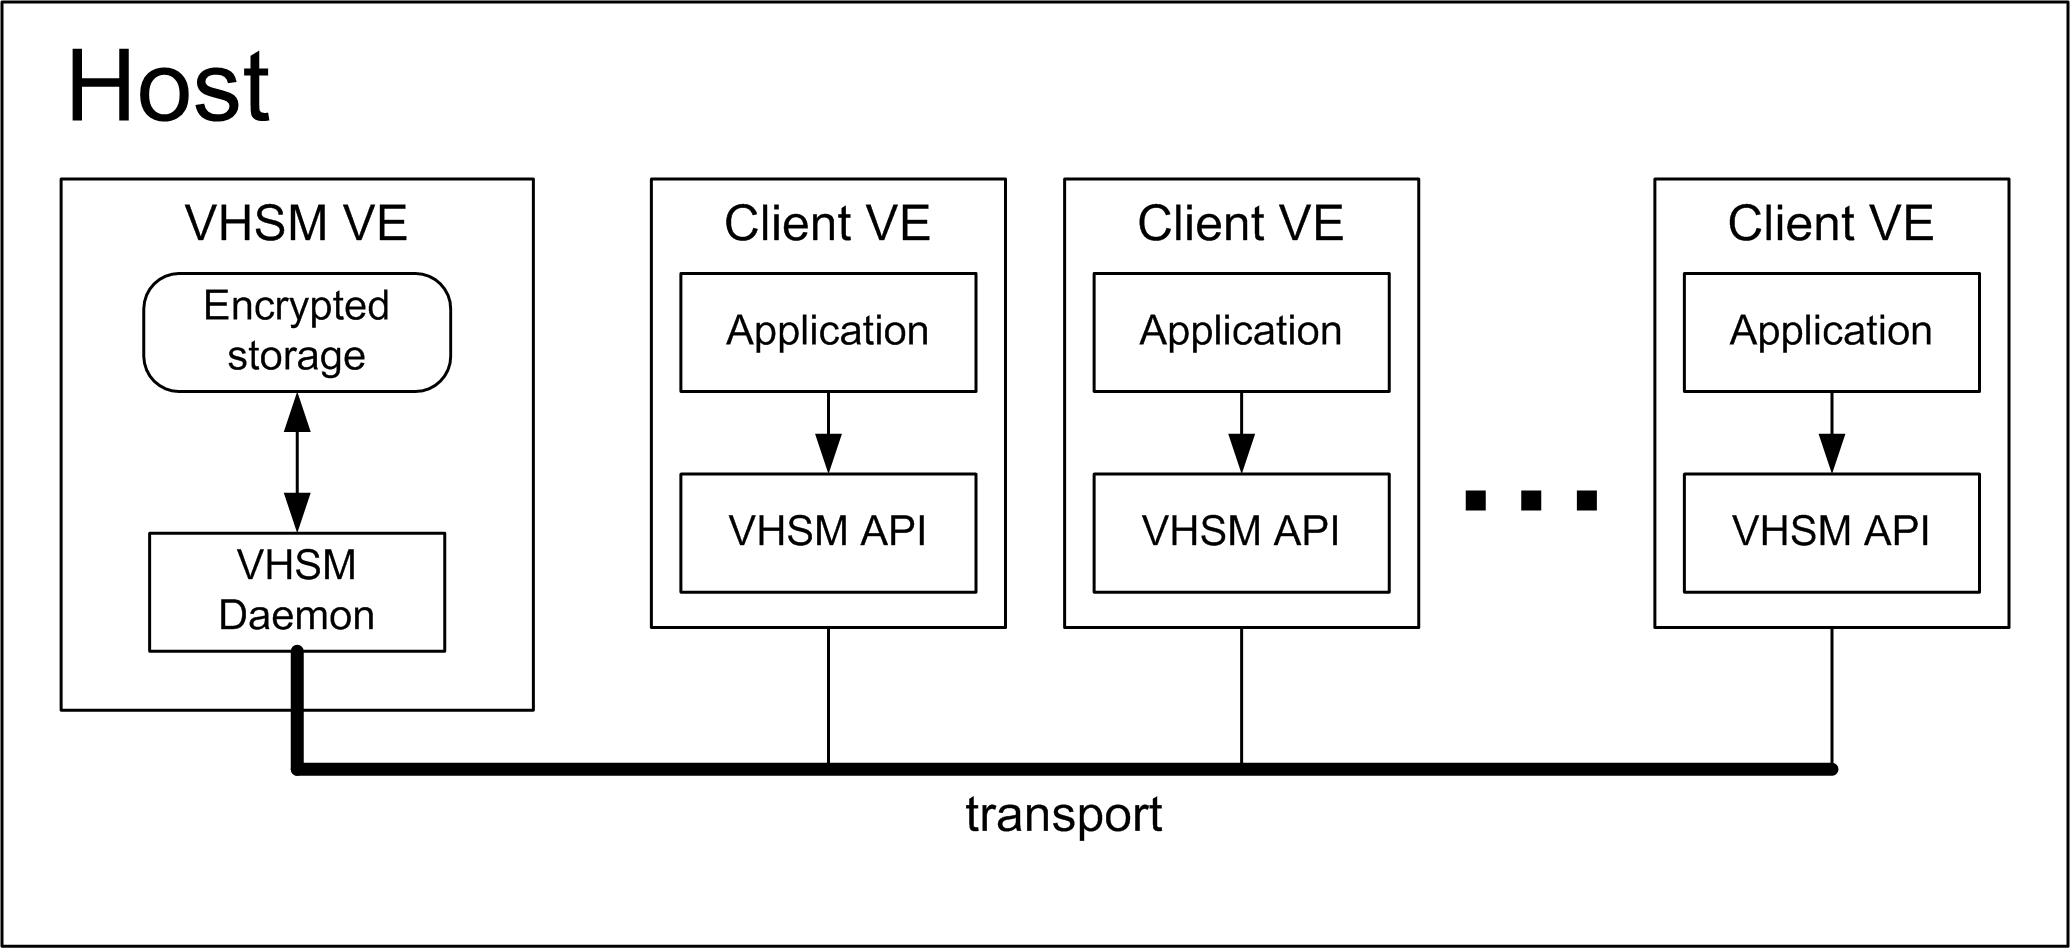 Host
VHSM VE
Encrypted
storage
VHSM
Daemon
Client VE
Application
VHSM API
Client VE
Application
VHSM API
Client VE
Application
VHSM API
transport